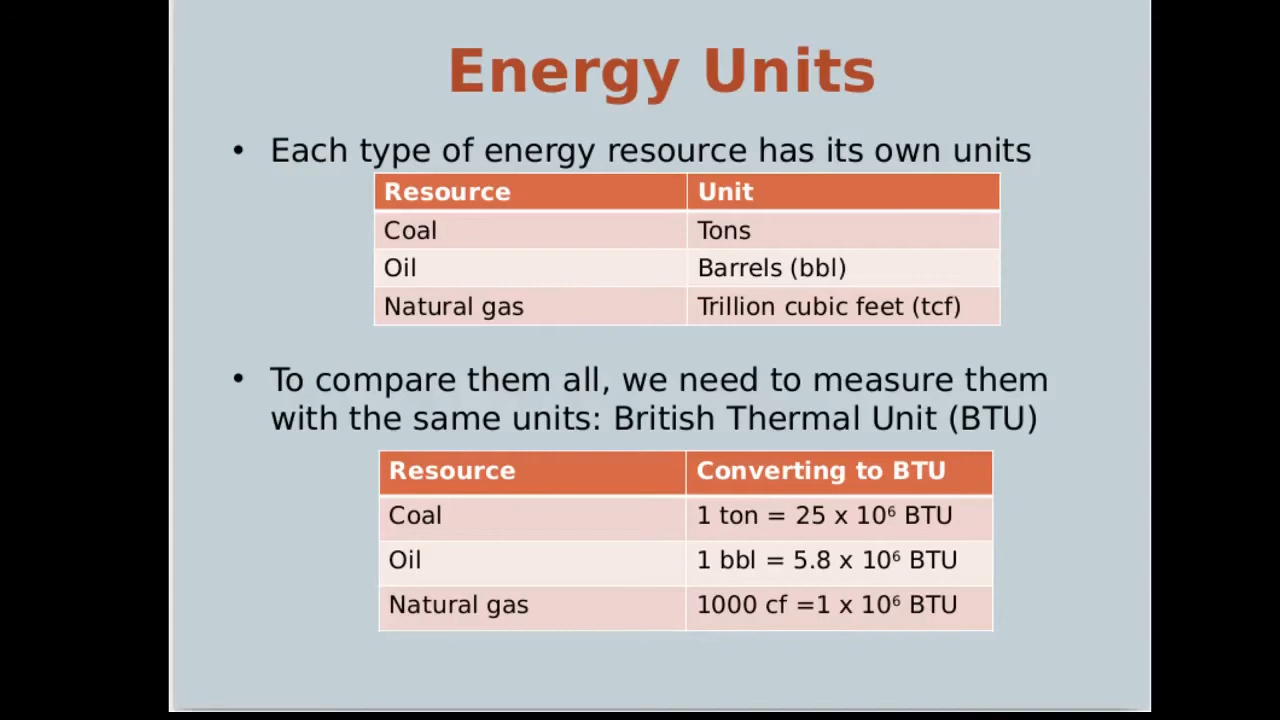 Energy Units
• Each type of energy resource has its own units
Resource Unit
Coal Tons
Oil Barrels (bbl)
Natural gas Trillion cubic feet (tcf)
• To compare them all, we need to measure them
with the same units: British Thermal Unit (BTU)
Resource Converting to BTU
Coal 1 ton = 25 x 10⁶ BTU
Oil 1 bbl = 5.8 x 10⁶ BTU
Natural gas 1000 cf =1 x 10⁶ BTU